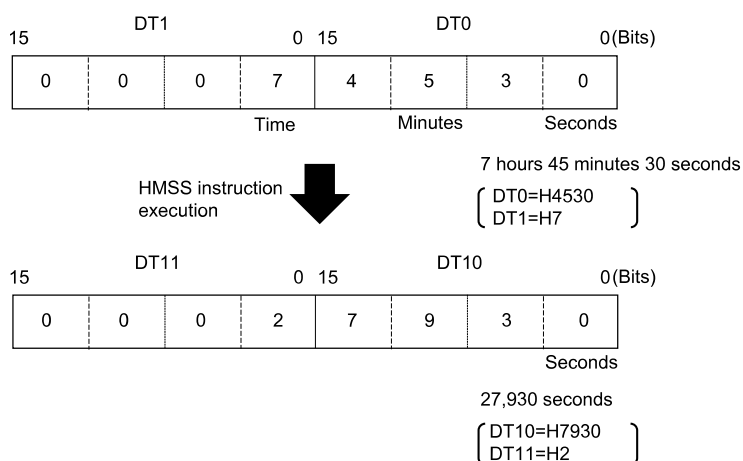 DT1 DT0
15 0 15 0 (Bits)
0 0 0 7 4 5 3 0
Time Minutes Seconds
7 hours 45 minutes 30 seconds
HMSS instruction
execution
DT0=H4530
DT1=H7
DT11 DT10
15 0 15 0 (Bits)
0 0 0 2 7 9 3 0
Seconds
27,930 seconds
DT10=H7930
DT11=H2